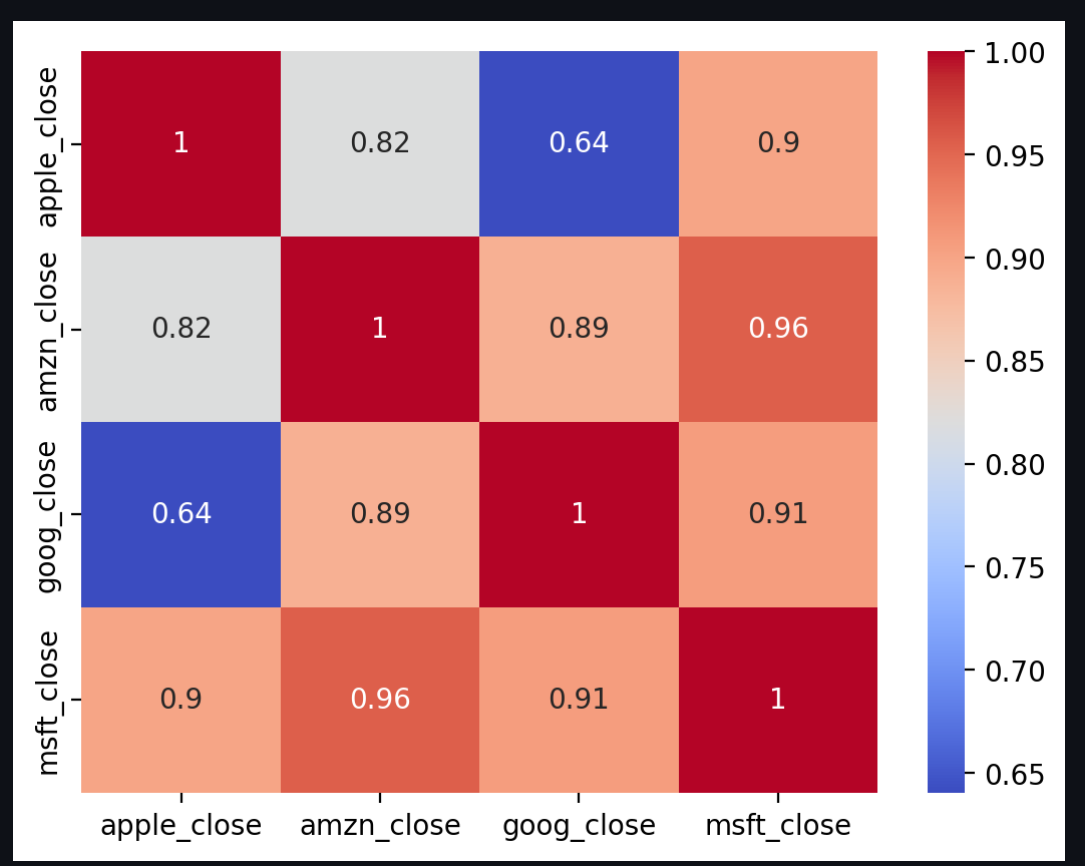 apple_close 1 0.82 0.64 0.9
amzn_close 0.82 1 0.89 0.96
goog_close 0.64 0.89 1 0.91
msft_close 0.9 0.96 0.91 1
apple_close amzn_close goog_close msft_close
1.00
0.95
0.90
0.85
0.80
0.75
0.70
0.65